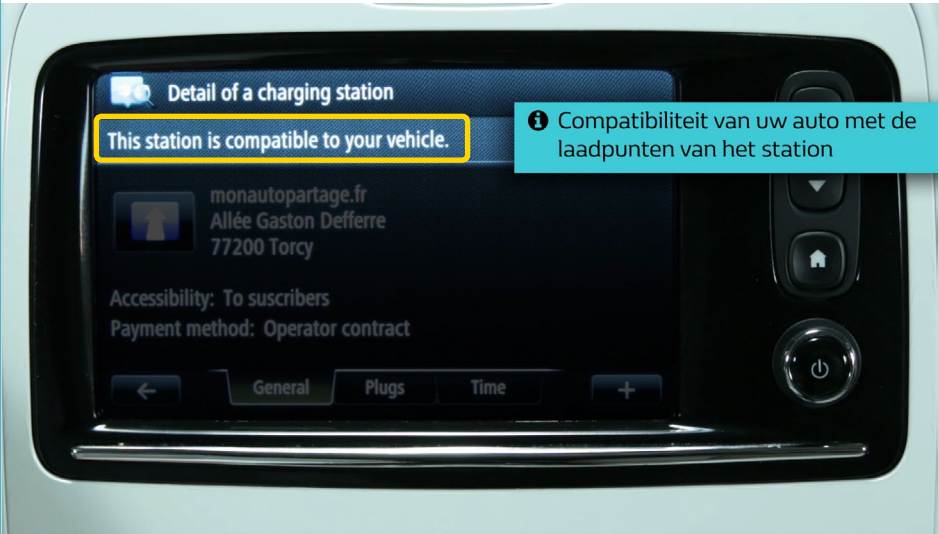 Detail of a charging station
This station is compatible to your vehicle.
Compatibiliteit van uw auto met de
laadpunten van het station
monautopartage.fr
Allée Gaston Defferre
77200 Torcy
Accessibility: To suscribers
Payment method: Operator contract
General
Plugs
Time